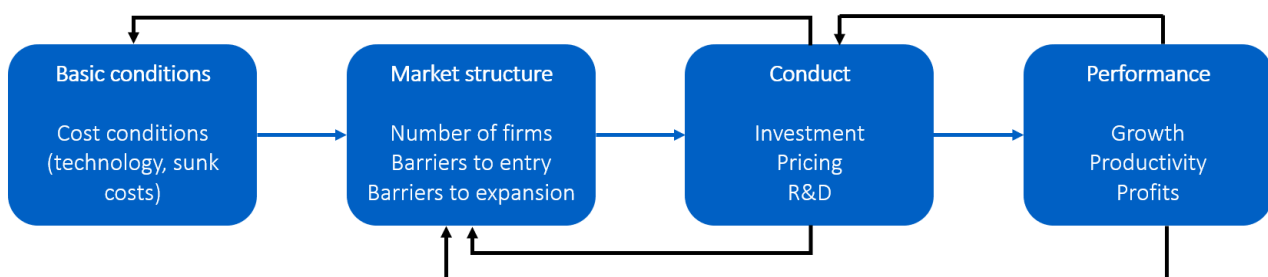 Basic conditions
Cost conditions
(technology, sunk
costs)
Market structure
Number of firms
Barriers to entry
Barriers to expansion
Conduct
Investment
Pricing
R&D
Performance
Growth
Productivity
Profits